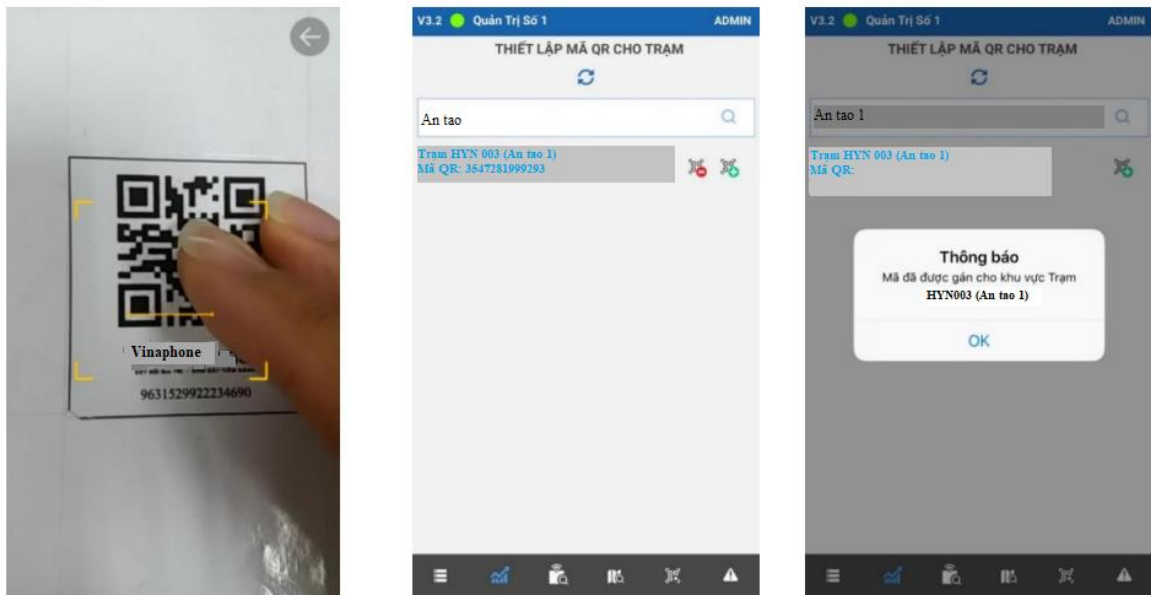 Vinaphone
9631529922234690
V3.2 Quản Trị Số 1 ADMIN
THIẾT LẬP MÃ QR CHO TRẠM
An tao
Trạm HYN 003 (An tao 1)
Mã QR: 3547281999293
V3.2 Quản Trị Số 1 ADMIN
THIẾT LẬP MÃ QR CHO TRẠM
An tao 1
Trạm HYN 003 (An tao 1)
Mã QR:
Thông báo
Mã đã được gán cho khu vực Trạm
HYN003 (An tao 1)
OK